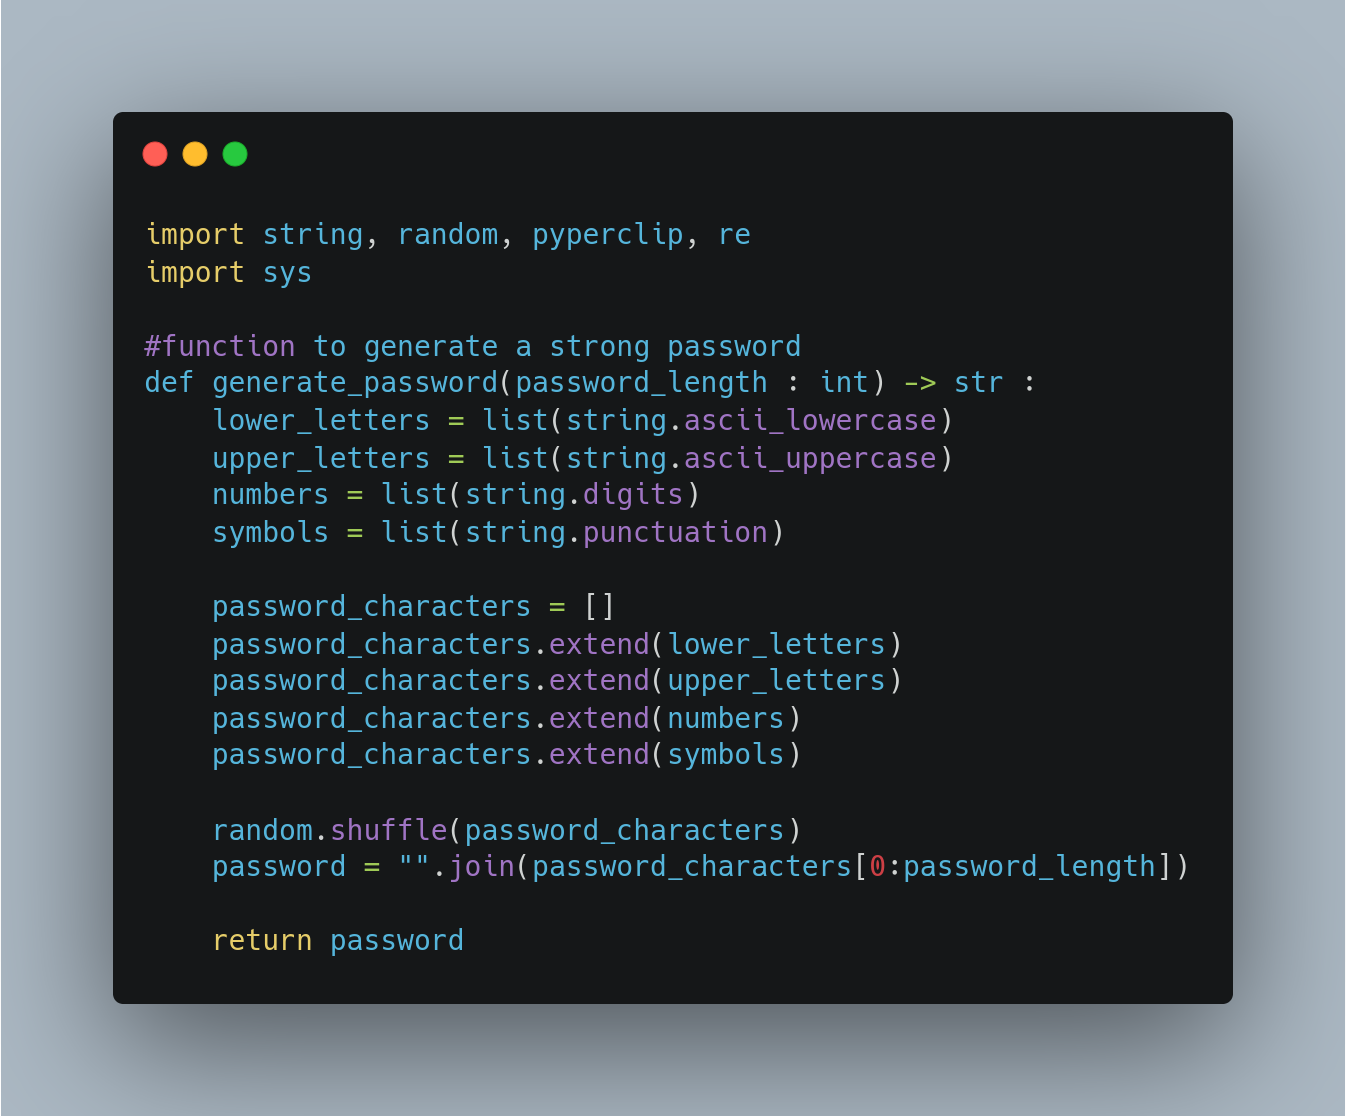 import string, random, pyperclip, re
import sys

#function to generate a strong password
def generate_password(password_length : int) -> str :
    lower_letters = list(string.ascii_lowercase)
    upper_letters = list(string.ascii_uppercase)
    numbers = list(string.digits)
    symbols = list(string.punctuation)

    password_characters = []
    password_characters.extend(lower_letters)
    password_characters.extend(upper_letters)
    password_characters.extend(numbers)
    password_characters.extend(symbols)

    random.shuffle(password_characters)
    password = "".join(password_characters[0:password_length])

    return password